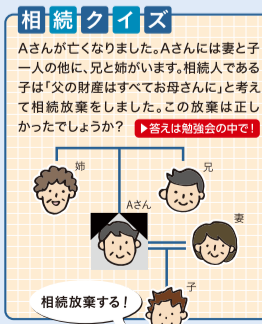 相続クイズ
Aさんが亡くなりました。Aさんには妻と子
一人の他に、兄と姉がいます。相続人である
子は「父の財産はすべてお母さんに」と考え
て相続放棄をしました。この放棄は正し
かったでしょうか?
▶答えは勉強会の中で!
姉
兄
Aさん
妻
子
相続放棄する!